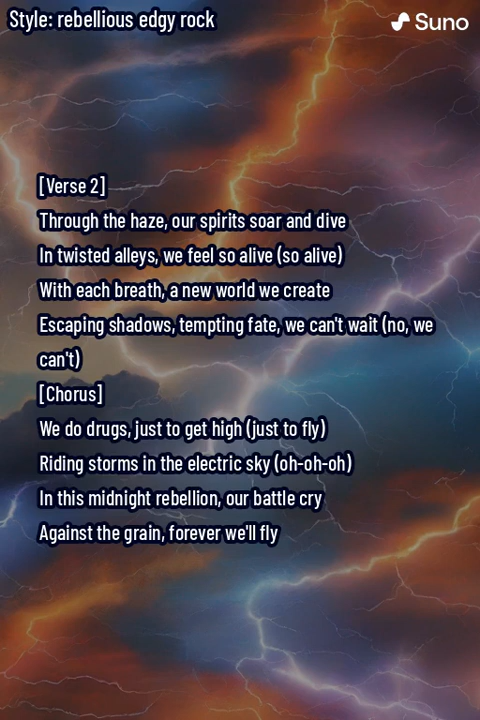 Style: rebellious edgy rock
Suno
[Verse 2]
Through the haze, our spirits soar and dive
In twisted alleys, we feel so alive (so alive)
With each breath, a new world we create
Escaping shadows, tempting fate, we can't wait (no, we
can't)
[Chorus]
We do drugs, just to get high (just to fly)
Riding storms in the electric sky (oh-oh-oh)
In this midnight rebellion, our battle cry
Against the grain, forever we'll fly